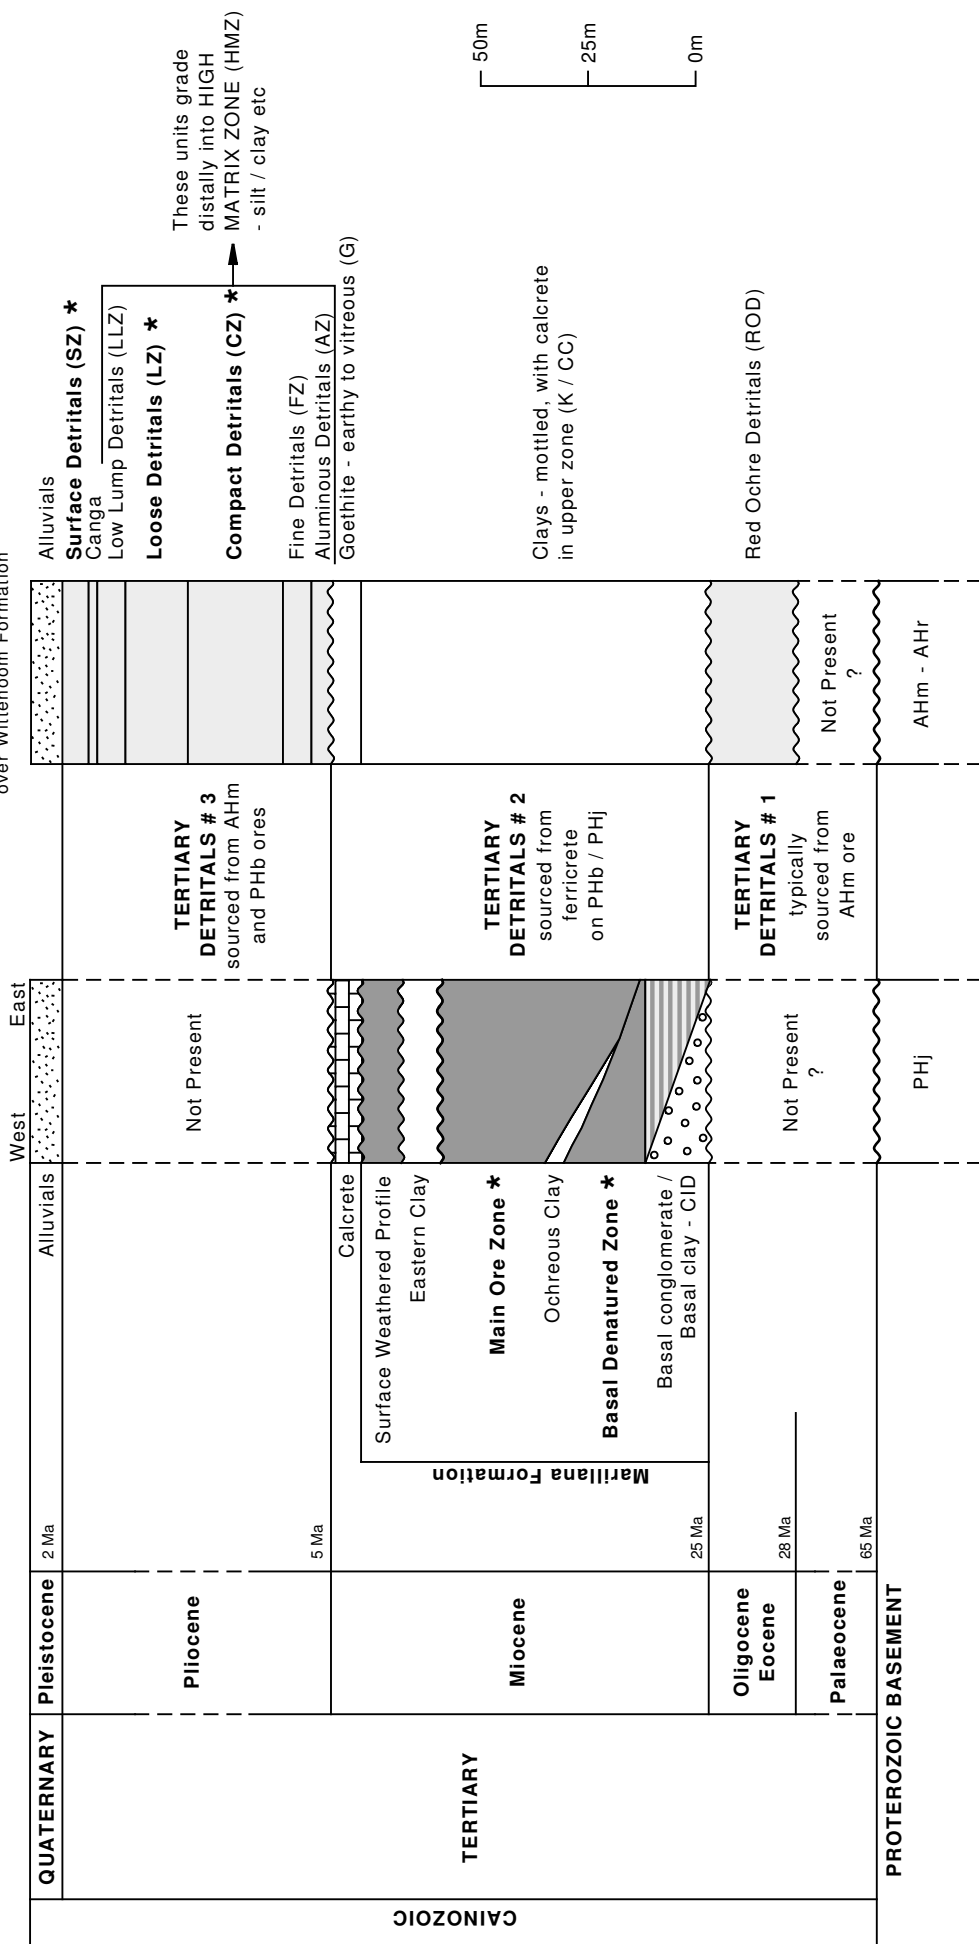 over Wittenoom Formation
CAINOZOIC
QUATERNARY
TERTIARY
PROTEROZOIC BASEMENT
Pleistocene
Pliocene
Miocene
Oligocene
Eocene
Palaeocene
2 Ma
5 Ma
25 Ma
28 Ma
65 Ma
Marillana Formation
Alluvials
Calcrete
Surface Weathered Profile
Eastern Clay
Main Ore Zone *
Ochreous Clay
Basal Denatured Zone *
Basal conglomerate /
Basal clay - CID
West East
Not Present
Not Present
?
PHj
TERTIARY
DETRITALS # 3
sourced from AHm
and PHb ores
TERTIARY
DETRITALS # 2
sourced from
ferricrete
on PHb / PHj
TERTIARY
DETRITALS # 1
typically
sourced from
AHm ore
Not Present
?
AHm - AHr
Alluvials
Surface Detritals (SZ) *
Canga
Low Lump Detritals (LLZ)
Loose Detritals (LZ) *
Compact Detritals (CZ) *
Fine Detritals (FZ)
Aluminous Detritals (AZ)
Goethite - earthy to vitreous (G)
Clays - mottled, with calcrete
in upper zone (K / CC)
Red Ochre Detritals (ROD)
These units grade
distally into HIGH
MATRIX ZONE (HMZ)
- silt / clay etc
50m
25m
0m